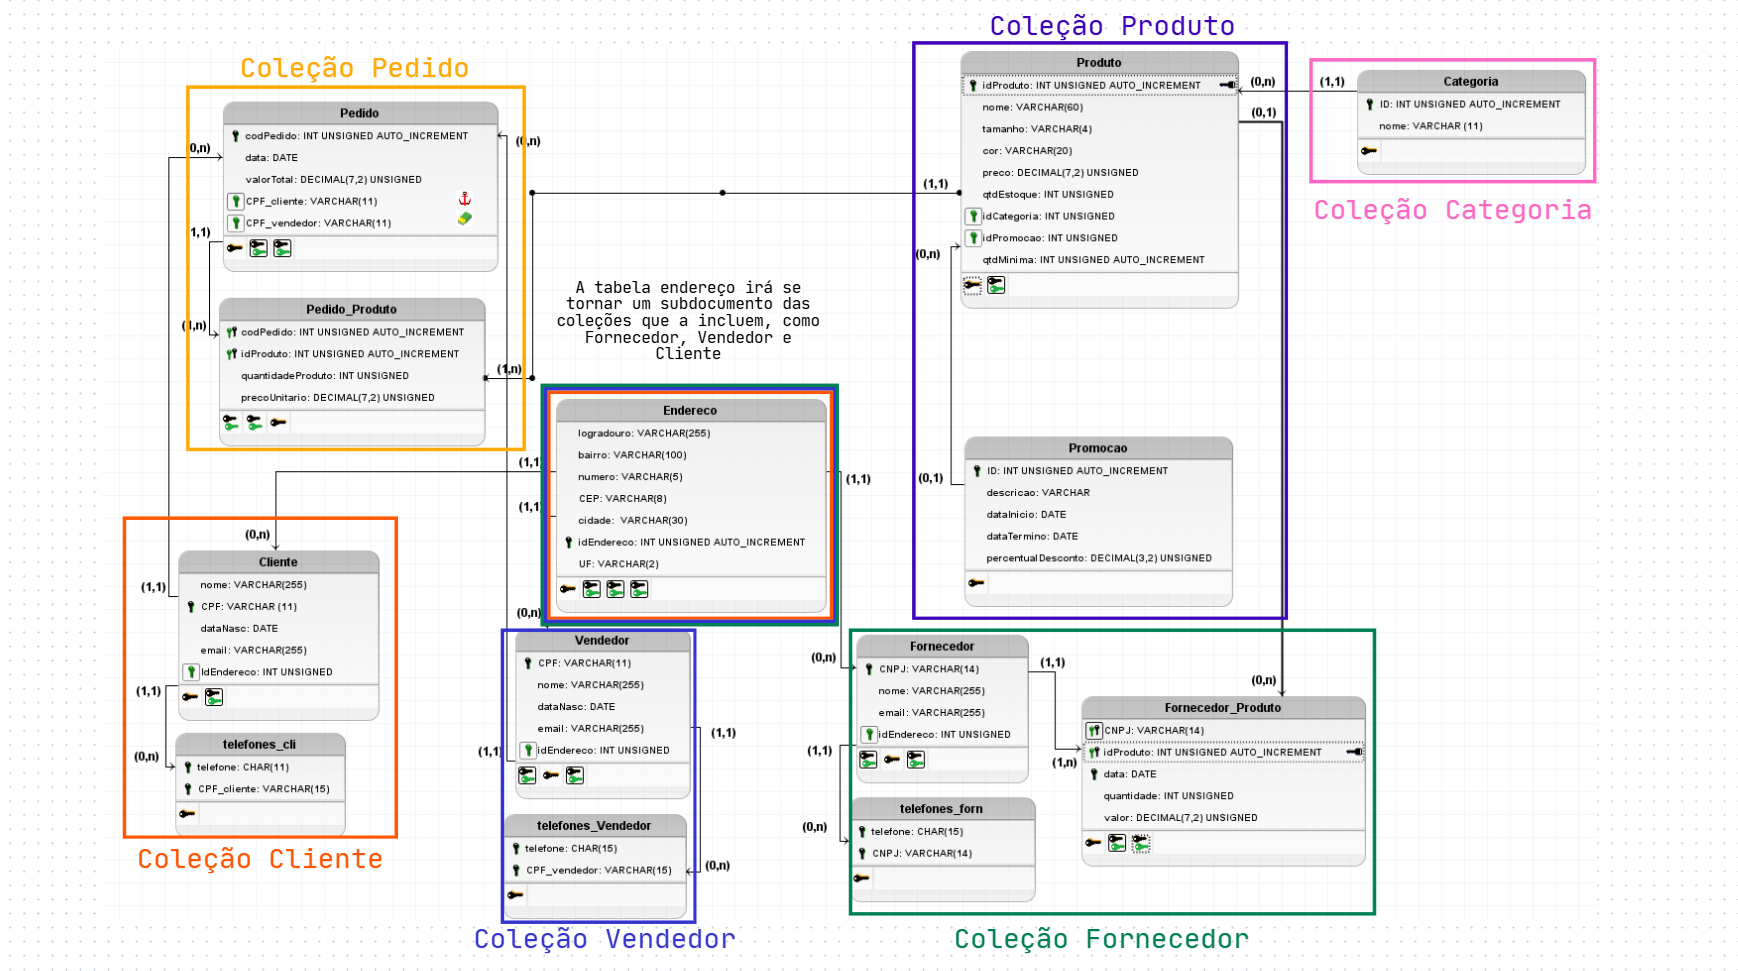 Coleção Pedido
Pedido
codPedido: INT UNSIGNED AUTO_INCREMENT
data: DATE
valorTotal: DECIMAL(7,2) UNSIGNED
CPF_cliente: VARCHAR(11)
CPF_vendedor: VARCHAR(11)
(0,n)
(0,n)
(1,1)
Pedido_Produto
codPedido: INT UNSIGNED AUTO_INCREMENT
idProduto: INT UNSIGNED AUTO_INCREMENT
quantidadeProduto: INT UNSIGNED
precoUnitario: DECIMAL(7,2) UNSIGNED
(1,n)
(1,n)
Coleção Produto
Produto
idProduto: INT UNSIGNED AUTO_INCREMENT
nome: VARCHAR(60)
tamanho: VARCHAR(4)
cor: VARCHAR(20)
preco: DECIMAL(7,2) UNSIGNED
qtdEstoque: INT UNSIGNED
idCategoria: INT UNSIGNED
idPromocao: INT UNSIGNED
qtdMinima: INT UNSIGNED AUTO_INCREMENT
(0,n)
(1,1)
(0,1)
(1,1)
(0,n)
(0,1)
Categoria
ID: INT UNSIGNED AUTO_INCREMENT
nome: VARCHAR (11)
Coleção Categoria
Promocao
ID: INT UNSIGNED AUTO_INCREMENT
descricao: VARCHAR
dataInicio: DATE
dataTermino: DATE
percentualDesconto: DECIMAL(3,2) UNSIGNED
A tabela endereço irá se
tornar um subdocumento das
coleções que a incluem, como
Fornecedor, Vendedor e
Cliente
Endereco
logradouro: VARCHAR(255)
bairro: VARCHAR(100)
numero: VARCHAR(5)
CEP: VARCHAR(8)
cidade: VARCHAR(30)
idEndereco: INT UNSIGNED AUTO_INCREMENT
UF: VARCHAR(2)
(1,1)
(1,1)
(1,1)
(0,n)
(0,n)
Cliente
nome: VARCHAR(255)
CPF: VARCHAR (11)
dataNasc: DATE
email: VARCHAR(255)
IdEndereco: INT UNSIGNED
(1,1)
(1,1)
(0,n)
telefones_cli
telefone: CHAR(11)
CPF_cliente: VARCHAR(15)
Coleção Cliente
Vendedor
CPF: VARCHAR(11)
nome: VARCHAR(255)
dataNasc: DATE
email: VARCHAR(255)
idEndereco: INT UNSIGNED
(1,1)
(1,1)
(0,n)
telefones_Vendedor
telefone: CHAR(15)
CPF_vendedor: VARCHAR(15)
Coleção Vendedor
(0,n)
Fornecedor
CNPJ: VARCHAR(14)
nome: VARCHAR(255)
email: VARCHAR(255)
idEndereco: INT UNSIGNED
(1,1)
(1,1)
(0,n)
(1,n)
(0,n)
telefones_forn
telefone: CHAR(15)
CNPJ: VARCHAR(14)
Fornecedor_Produto
CNPJ: VARCHAR(14)
idProduto: INT UNSIGNED AUTO_INCREMENT
data: DATE
quantidade: INT UNSIGNED
valor: DECIMAL(7,2) UNSIGNED
Coleção Fornecedor